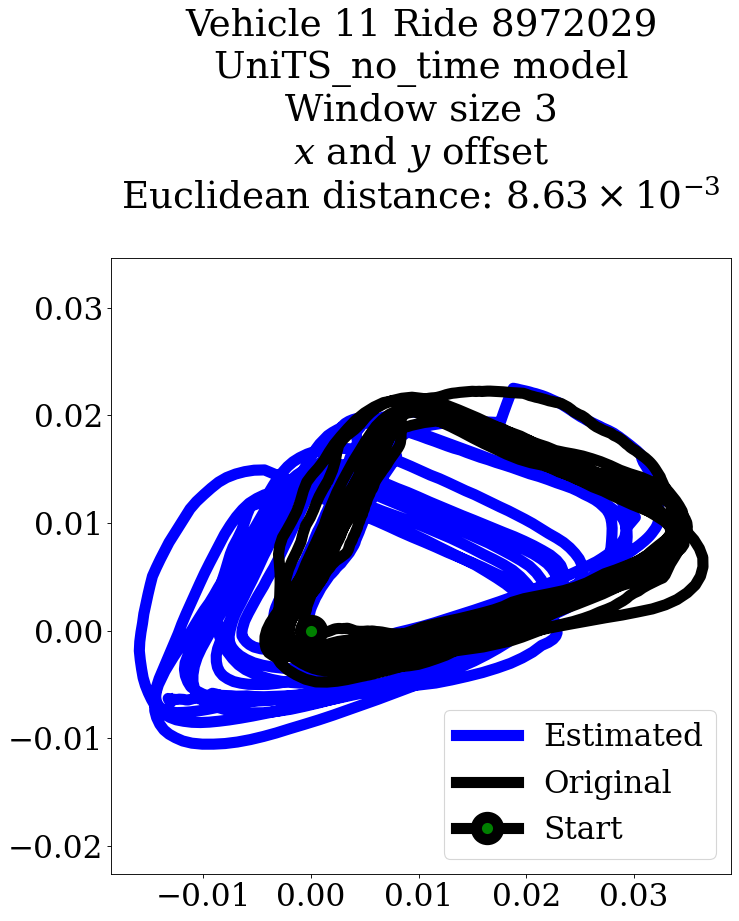 Vehicle 11 Ride 8972029
UniTS_no_time model
Window size 3
x and y offset
Euclidean distance: 8.63 × 10⁻³
0.03
0.02
0.01
0.00
−0.01
−0.02
−0.01 0.00 0.01 0.02 0.03
Estimated
Original
Start